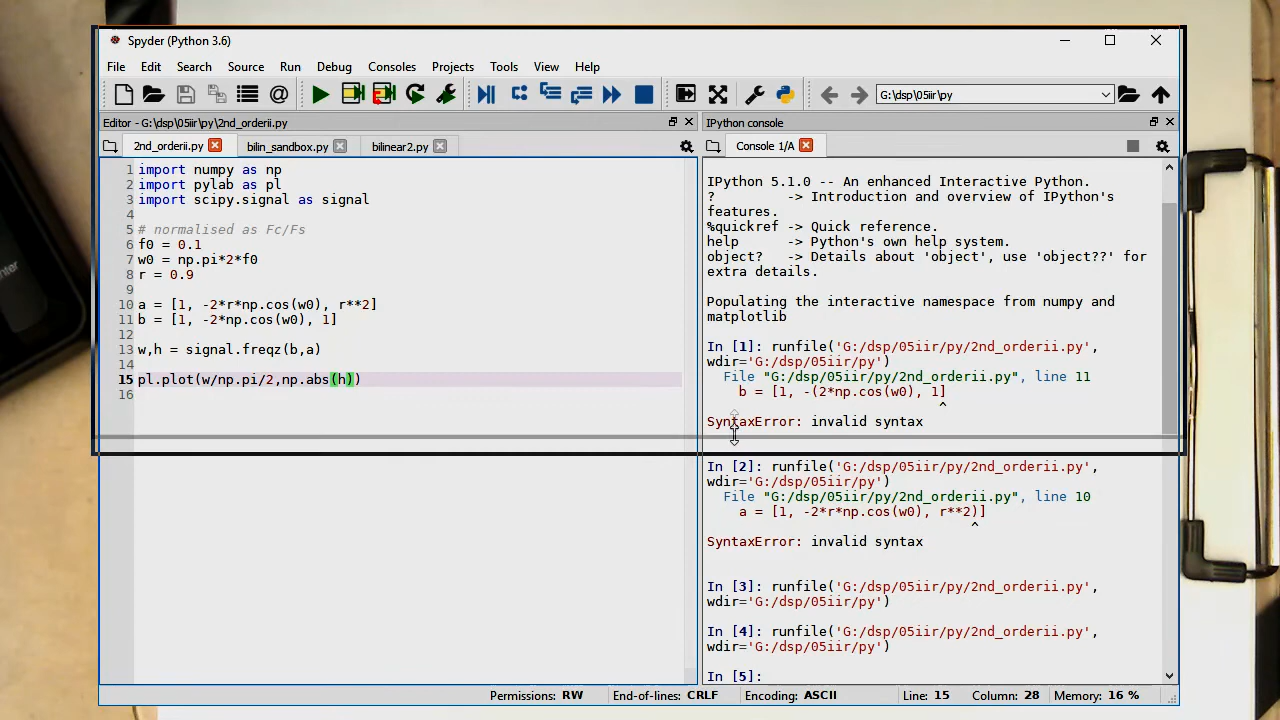 Spyder (Python 3.6)
File Edit Search Source Run Debug Consoles Projects Tools View Help
G:\dsp\05iir\py
Editor - G:\dsp\05iir\py\2nd_orderii.py
2nd_orderii.py bilin_sandbox.py bilinear2.py
1 import numpy as np
2 import pylab as pl
3 import scipy.signal as signal
4
5 # normalised as Fc/Fs
6 f0 = 0.1
7 w0 = np.pi*2*f0
8 r = 0.9
9
10 a = [1, -2*r*np.cos(w0), r**2]
11 b = [1, -2*np.cos(w0), 1]
12
13 w,h = signal.freqz(b,a)
14
15 pl.plot(w/np.pi/2,np.abs(h))
16
IPython console
Console 1/A
IPython 5.1.0 -- An enhanced Interactive Python.
? -> Introduction and overview of IPython's
features.
%quickref -> Quick reference.
help -> Python's own help system.
object? -> Details about 'object', use 'object??' for
extra details.
Populating the interactive namespace from numpy and
matplotlib
In [1]: runfile('G:/dsp/05iir/py/2nd_orderii.py',
wdir='G:/dsp/05iir/py')
File "G:/dsp/05iir/py/2nd_orderii.py", line 11
b = [1, -(2*np.cos(w0), 1]
^
SyntaxError: invalid syntax
In [2]: runfile('G:/dsp/05iir/py/2nd_orderii.py',
wdir='G:/dsp/05iir/py')
File "G:/dsp/05iir/py/2nd_orderii.py", line 10
a = [1, -2*r*np.cos(w0), r**2)]
^
SyntaxError: invalid syntax
In [3]: runfile('G:/dsp/05iir/py/2nd_orderii.py',
wdir='G:/dsp/05iir/py')
In [4]: runfile('G:/dsp/05iir/py/2nd_orderii.py',
wdir='G:/dsp/05iir/py')
In [5]:
Permissions: RW End-of-lines: CRLF Encoding: ASCII Line: 15 Column: 28 Memory: 16 %